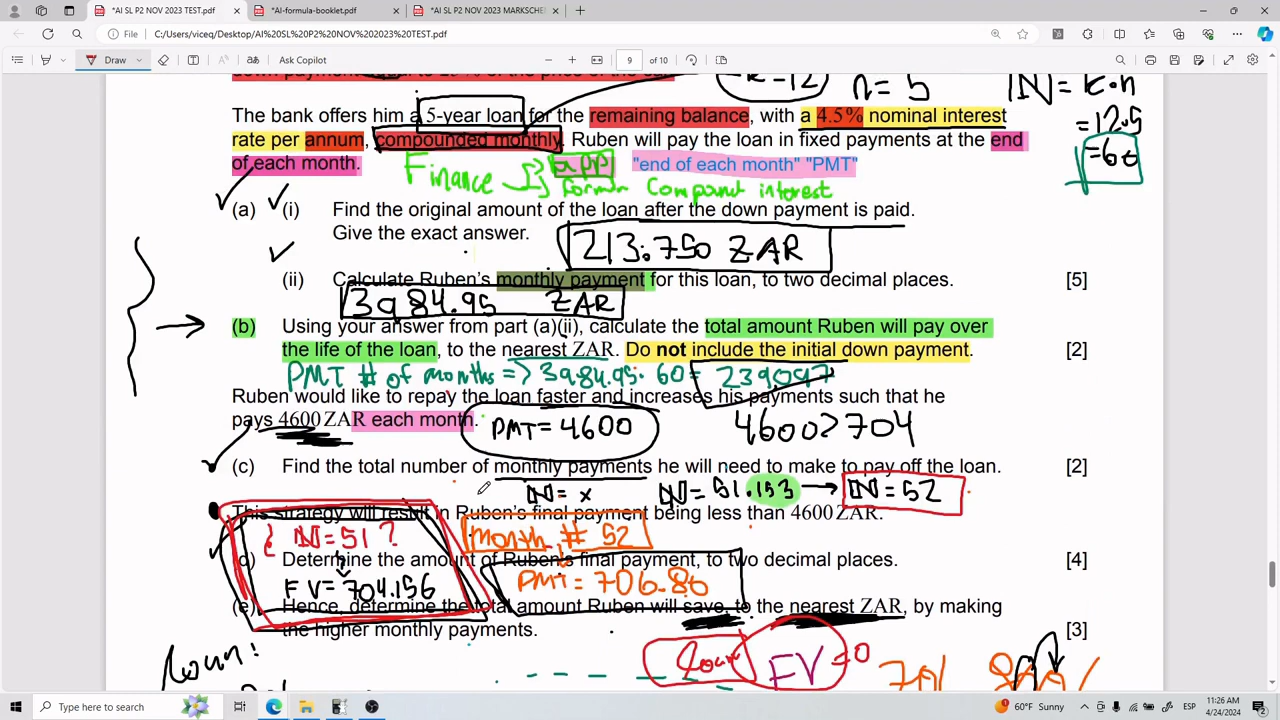 *AI SL P2 NOV 2023 TEST.pdf
*AI-formula-booklet.pdf
*AI SL P2 NOV 2023 MARKSCHE
File
C:/Users/viceq/Desktop/AI%20SL%20P2%20NOV%202023%20TEST.pdf
Draw
Ask Copilot
9 of 10
k=12
n = 5
N = k.n
The bank offers him a 5-year loan for the remaining balance, with a 4.5% nominal interest
=12.5
rate per annum, compounded monthly. Ruben will pay the loan in fixed payments at the end
=60
of each month.
Finance
app
"end of each month" "PMT"
formula compound interest
(a) (i) Find the original amount of the loan after the down payment is paid.
Give the exact answer.
213.750 ZAR
(ii) Calculate Ruben's monthly payment for this loan, to two decimal places. [5]
3984.95 ZAR
(b) Using your answer from part (a)(ii), calculate the total amount Ruben will pay over
the life of the loan, to the nearest ZAR. Do not include the initial down payment. [2]
PMT # of months => 3984.95. 60= 239097
Ruben would like to repay the loan faster and increases his payments such that he
pays 4600 ZAR each month.
PMT = 4600
4600>704
(c) Find the total number of monthly payments he will need to make to pay off the loan. [2]
N= x
N= 51.153 → N=52
This strategy will result in Ruben's final payment being less than 4600 ZAR.
N=51?
month # 52
(d) Determine the amount of Ruben's final payment, to two decimal places. [4]
FV=704.156
PMT = 706.80
(e) Hence, determine the total amount Ruben will save, to the nearest ZAR, by making
the higher monthly payments. [3]
loan:
loan
FV=0
Type here to search
60°F Sunny
ESP
11:26 AM
4/24/2024